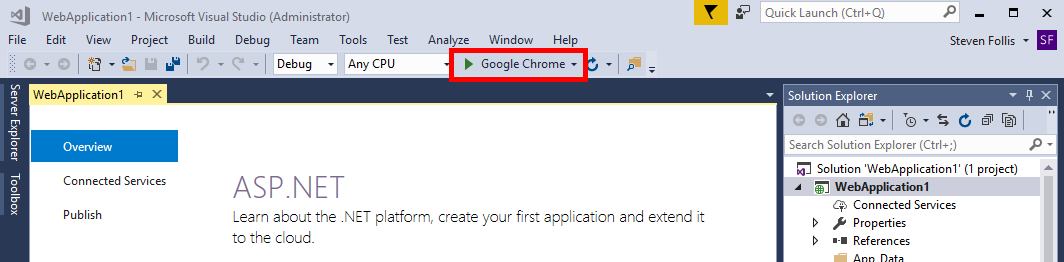 WebApplication1 - Microsoft Visual Studio (Administrator)
Quick Launch (Ctrl+Q)
File Edit View Project Build Debug Team Tools Test Analyze Window Help
Steven Follis SF
Debug Any CPU Google Chrome
Server Explorer
Toolbox
WebApplication1
Overview
Connected Services
Publish
ASP.NET
Learn about the .NET platform, create your first application and extend it
to the cloud.
Solution Explorer
Search Solution Explorer (Ctrl+;)
Solution 'WebApplication1' (1 project)
WebApplication1
Connected Services
Properties
References
App_Data